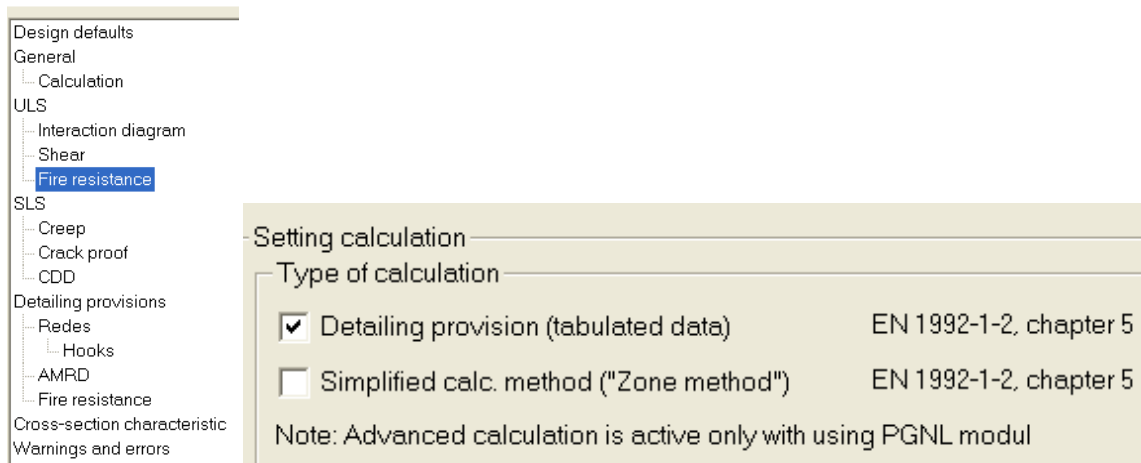 Design defaults
General
Calculation
ULS
Interaction diagram
Shear
Fire resistance
SLS
Creep
Crack proof
CDD
Detailing provisions
Redes
Hooks
AMRD
Fire resistance
Cross-section characteristic
Warnings and errors
Setting calculation
Type of calculation
Detailing provision (tabulated data) EN 1992-1-2, chapter 5
Simplified calc. method ("Zone method") EN 1992-1-2, chapter 5
Note: Advanced calculation is active only with using PGNL modul